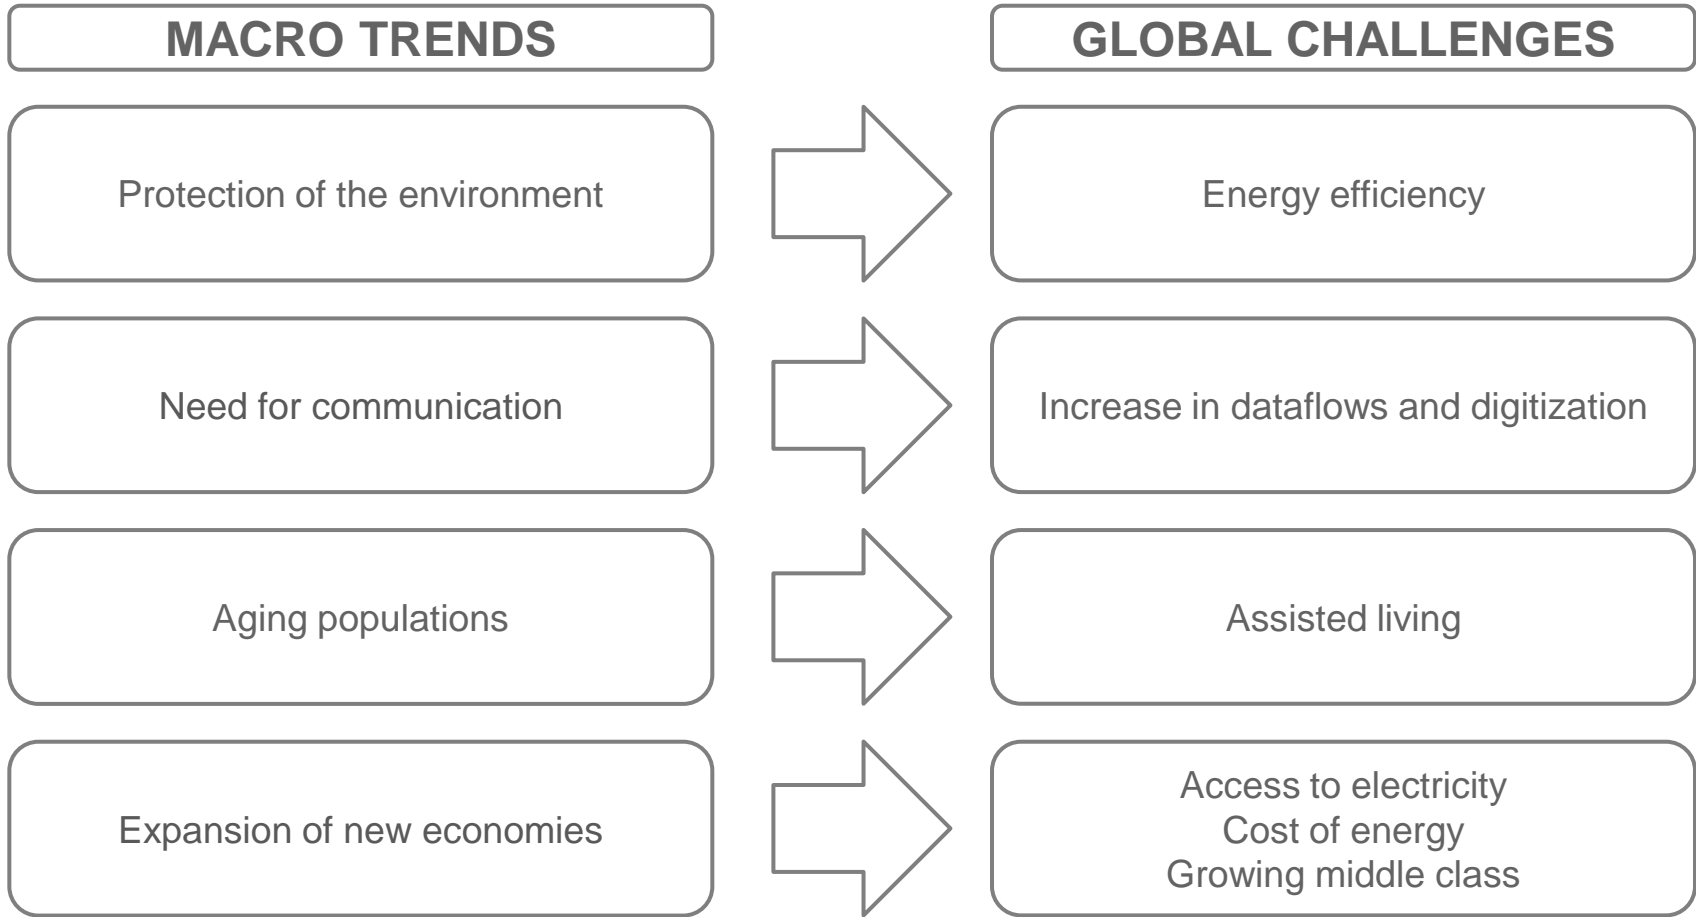 MACRO TRENDS
GLOBAL CHALLENGES
Protection of the environment
Energy efficiency
Need for communication
Increase in dataflows and digitization
Aging populations
Assisted living
Expansion of new economies
Access to electricity
Cost of energy
Growing middle class